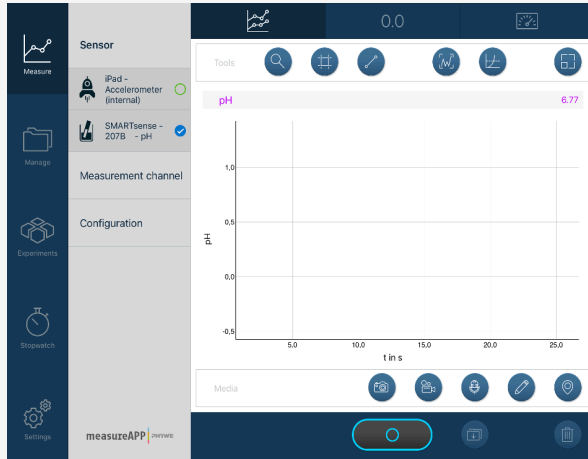 0.0
Measure
Manage
Experiments
Stopwatch
Settings
Sensor
iPad -
Accelerometer
(internal)
SMARTsense -
207B - pH
Measurement channel
Configuration
measureAPP PHYWE
Tools
pH 6.77
pH
1,0
0,5
0,0
-0,5
5,0 10,0 15,0 20,0 25,0
t in s
Media